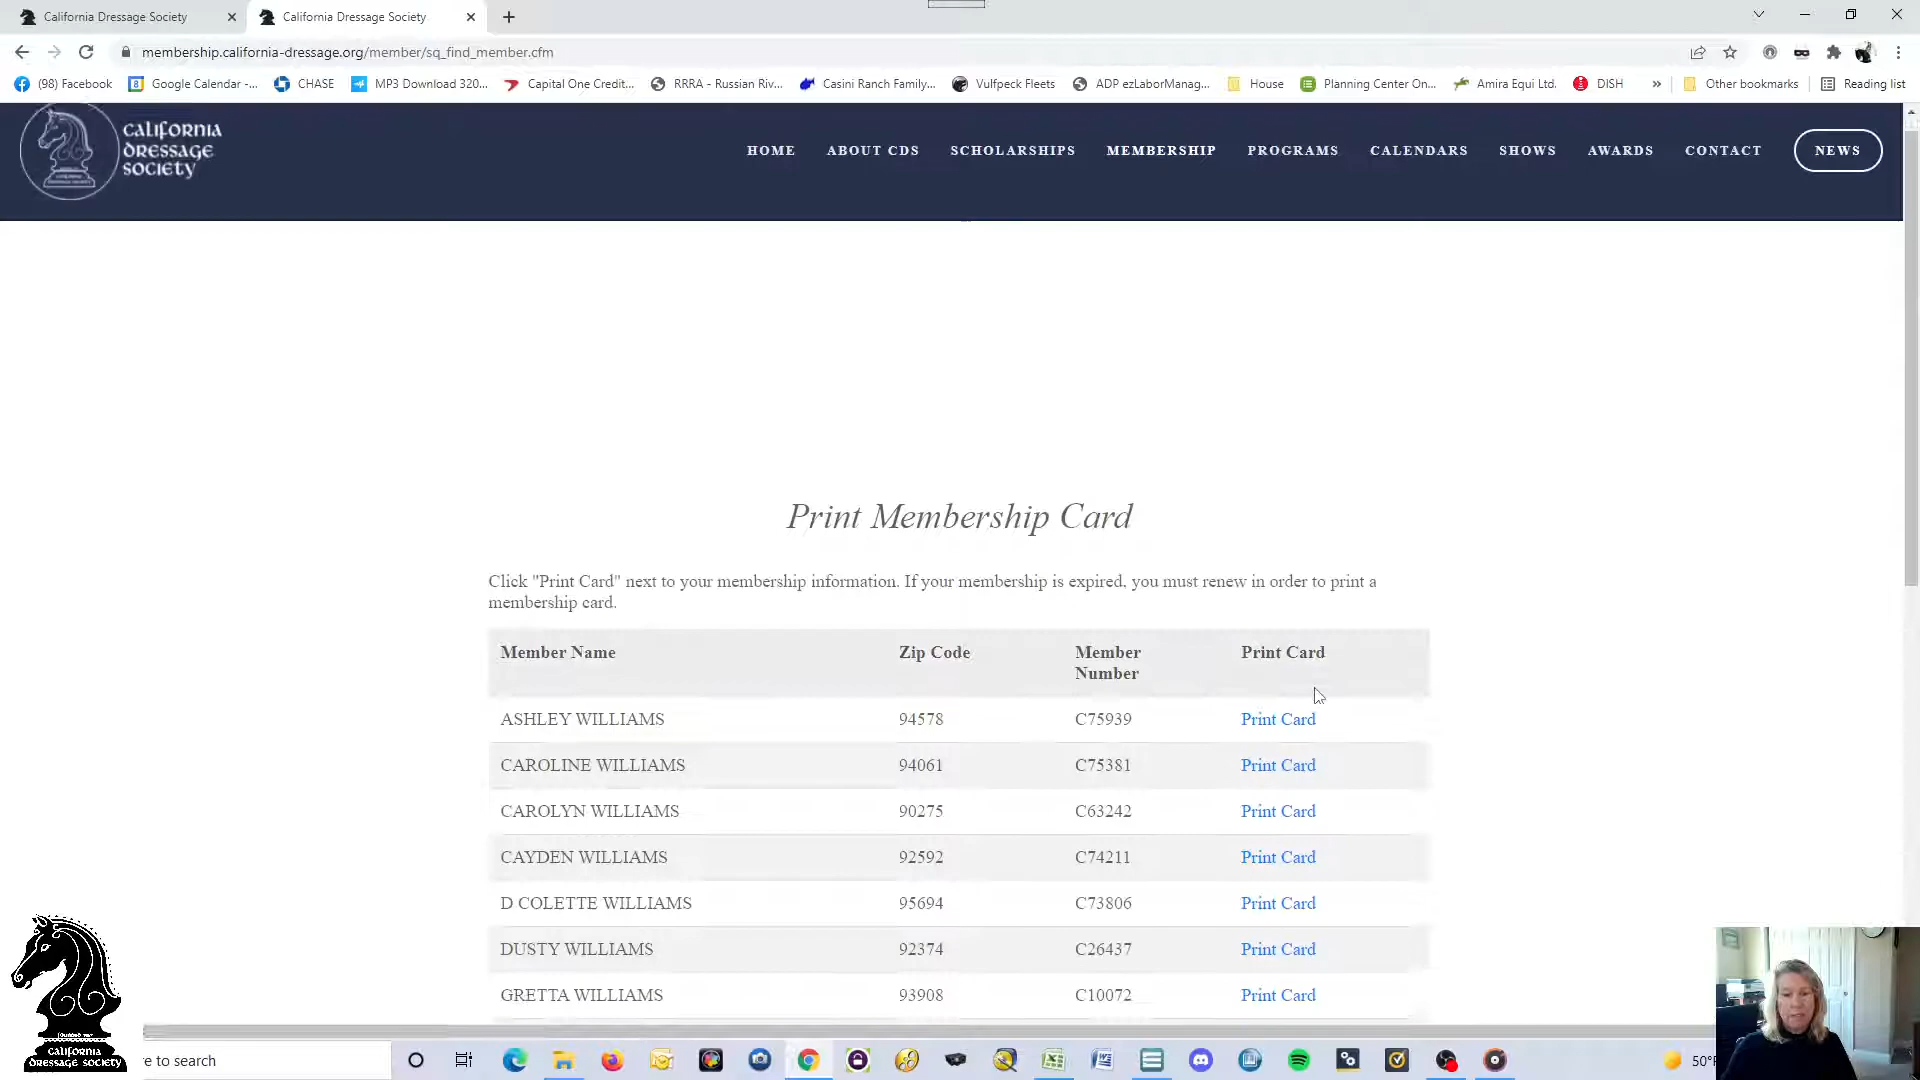 California Dressage Society
California Dressage Society
membership.california-dressage.org/member/sq_find_member.cfm
(98) Facebook
Google Calendar -...
CHASE
MP3 Download 320...
Capital One Credit...
RRRA - Russian Riv...
Casini Ranch Family...
Vulfpeck Fleets
ADP ezLaborManag...
House
Planning Center On...
Amira Equi Ltd.
DISH
»
Other bookmarks
Reading list
CALIFORNIA
DRESSAGE
SOCIETY
HOME
ABOUT CDS
SCHOLARSHIPS
MEMBERSHIP
PROGRAMS
CALENDARS
SHOWS
AWARDS
CONTACT
NEWS
Print Membership Card
Click "Print Card" next to your membership information. If your membership is expired, you must renew in order to print a
membership card.
Member Name Zip Code Member Number Print Card
ASHLEY WILLIAMS 94578 C75939 Print Card
CAROLINE WILLIAMS 94061 C75381 Print Card
CAROLYN WILLIAMS 90275 C63242 Print Card
CAYDEN WILLIAMS 92592 C74211 Print Card
D COLETTE WILLIAMS 95694 C73806 Print Card
DUSTY WILLIAMS 92374 C26437 Print Card
GRETTA WILLIAMS 93908 C10072 Print Card
CALIFORNIA
DRESSAGE SOCIETY
re to search
50°F